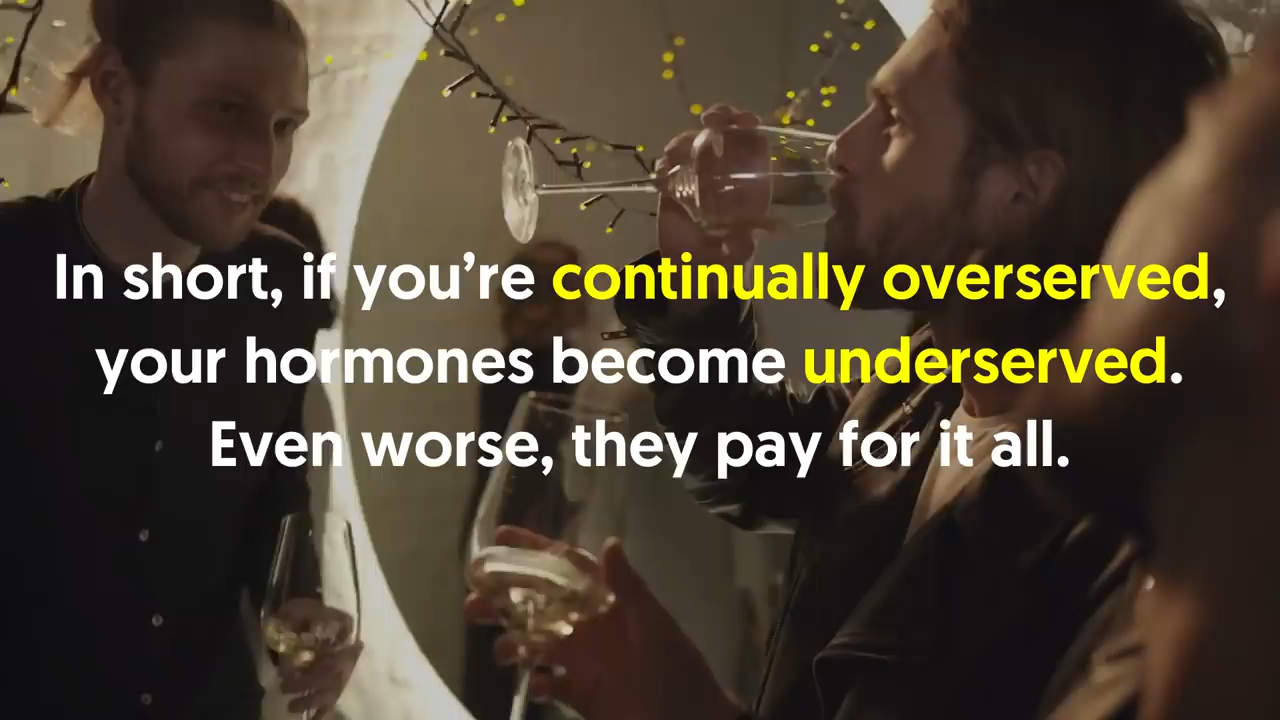 In short, if you’re continually overserved,
your hormones become underserved.
Even worse, they pay for it all.